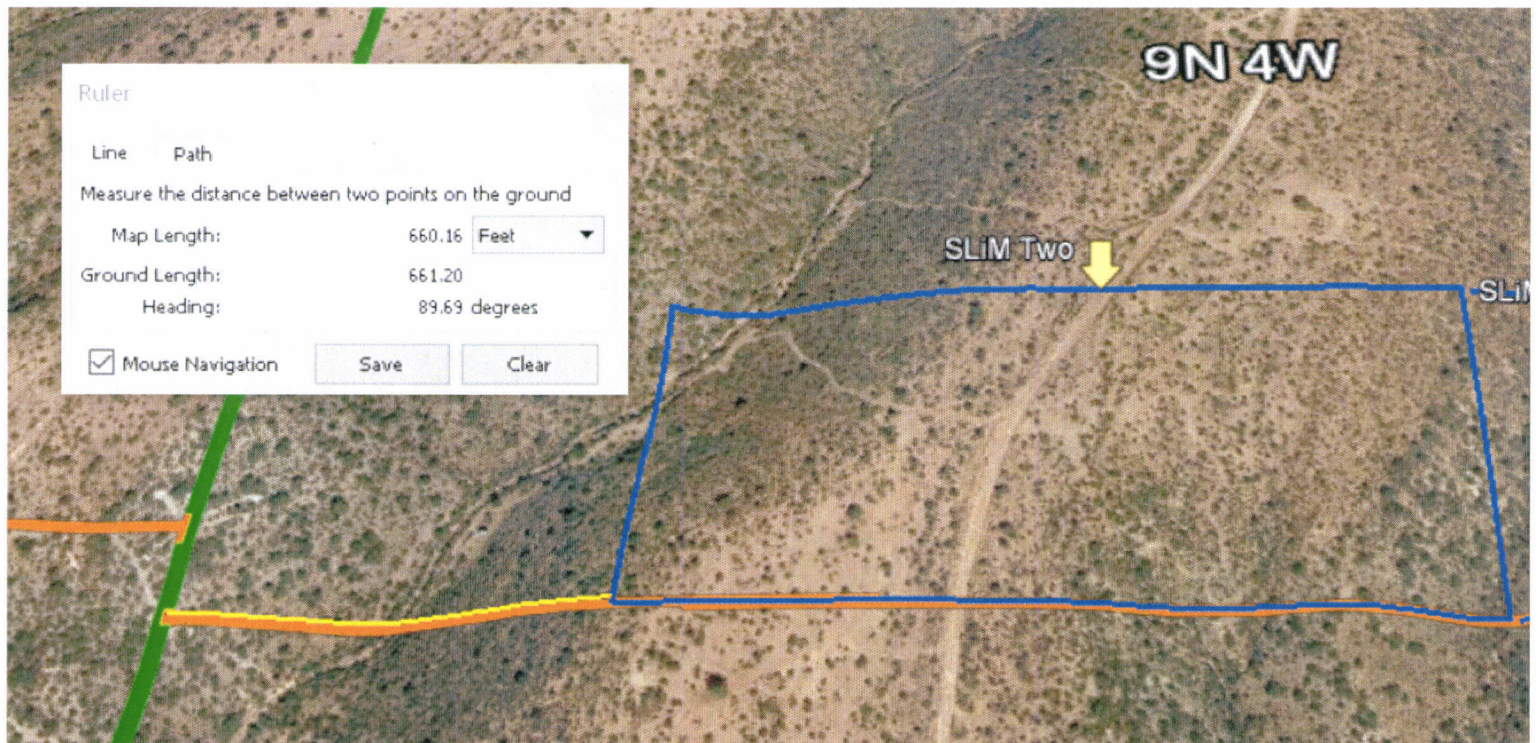 9N 4W
Ruler
Line Path
Measure the distance between two points on the ground
Map Length: 660.16 Feet
Ground Length: 661.20
Heading: 89.69 degrees
Mouse Navigation Save Clear
SLiM Two
SLiM